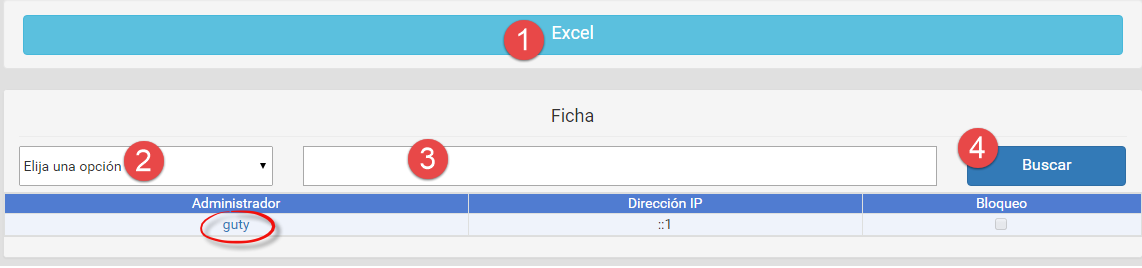 1 Excel
Ficha
Elija una opción 2 3 4 Buscar
Administrador Dirección IP Bloqueo
guty ::1